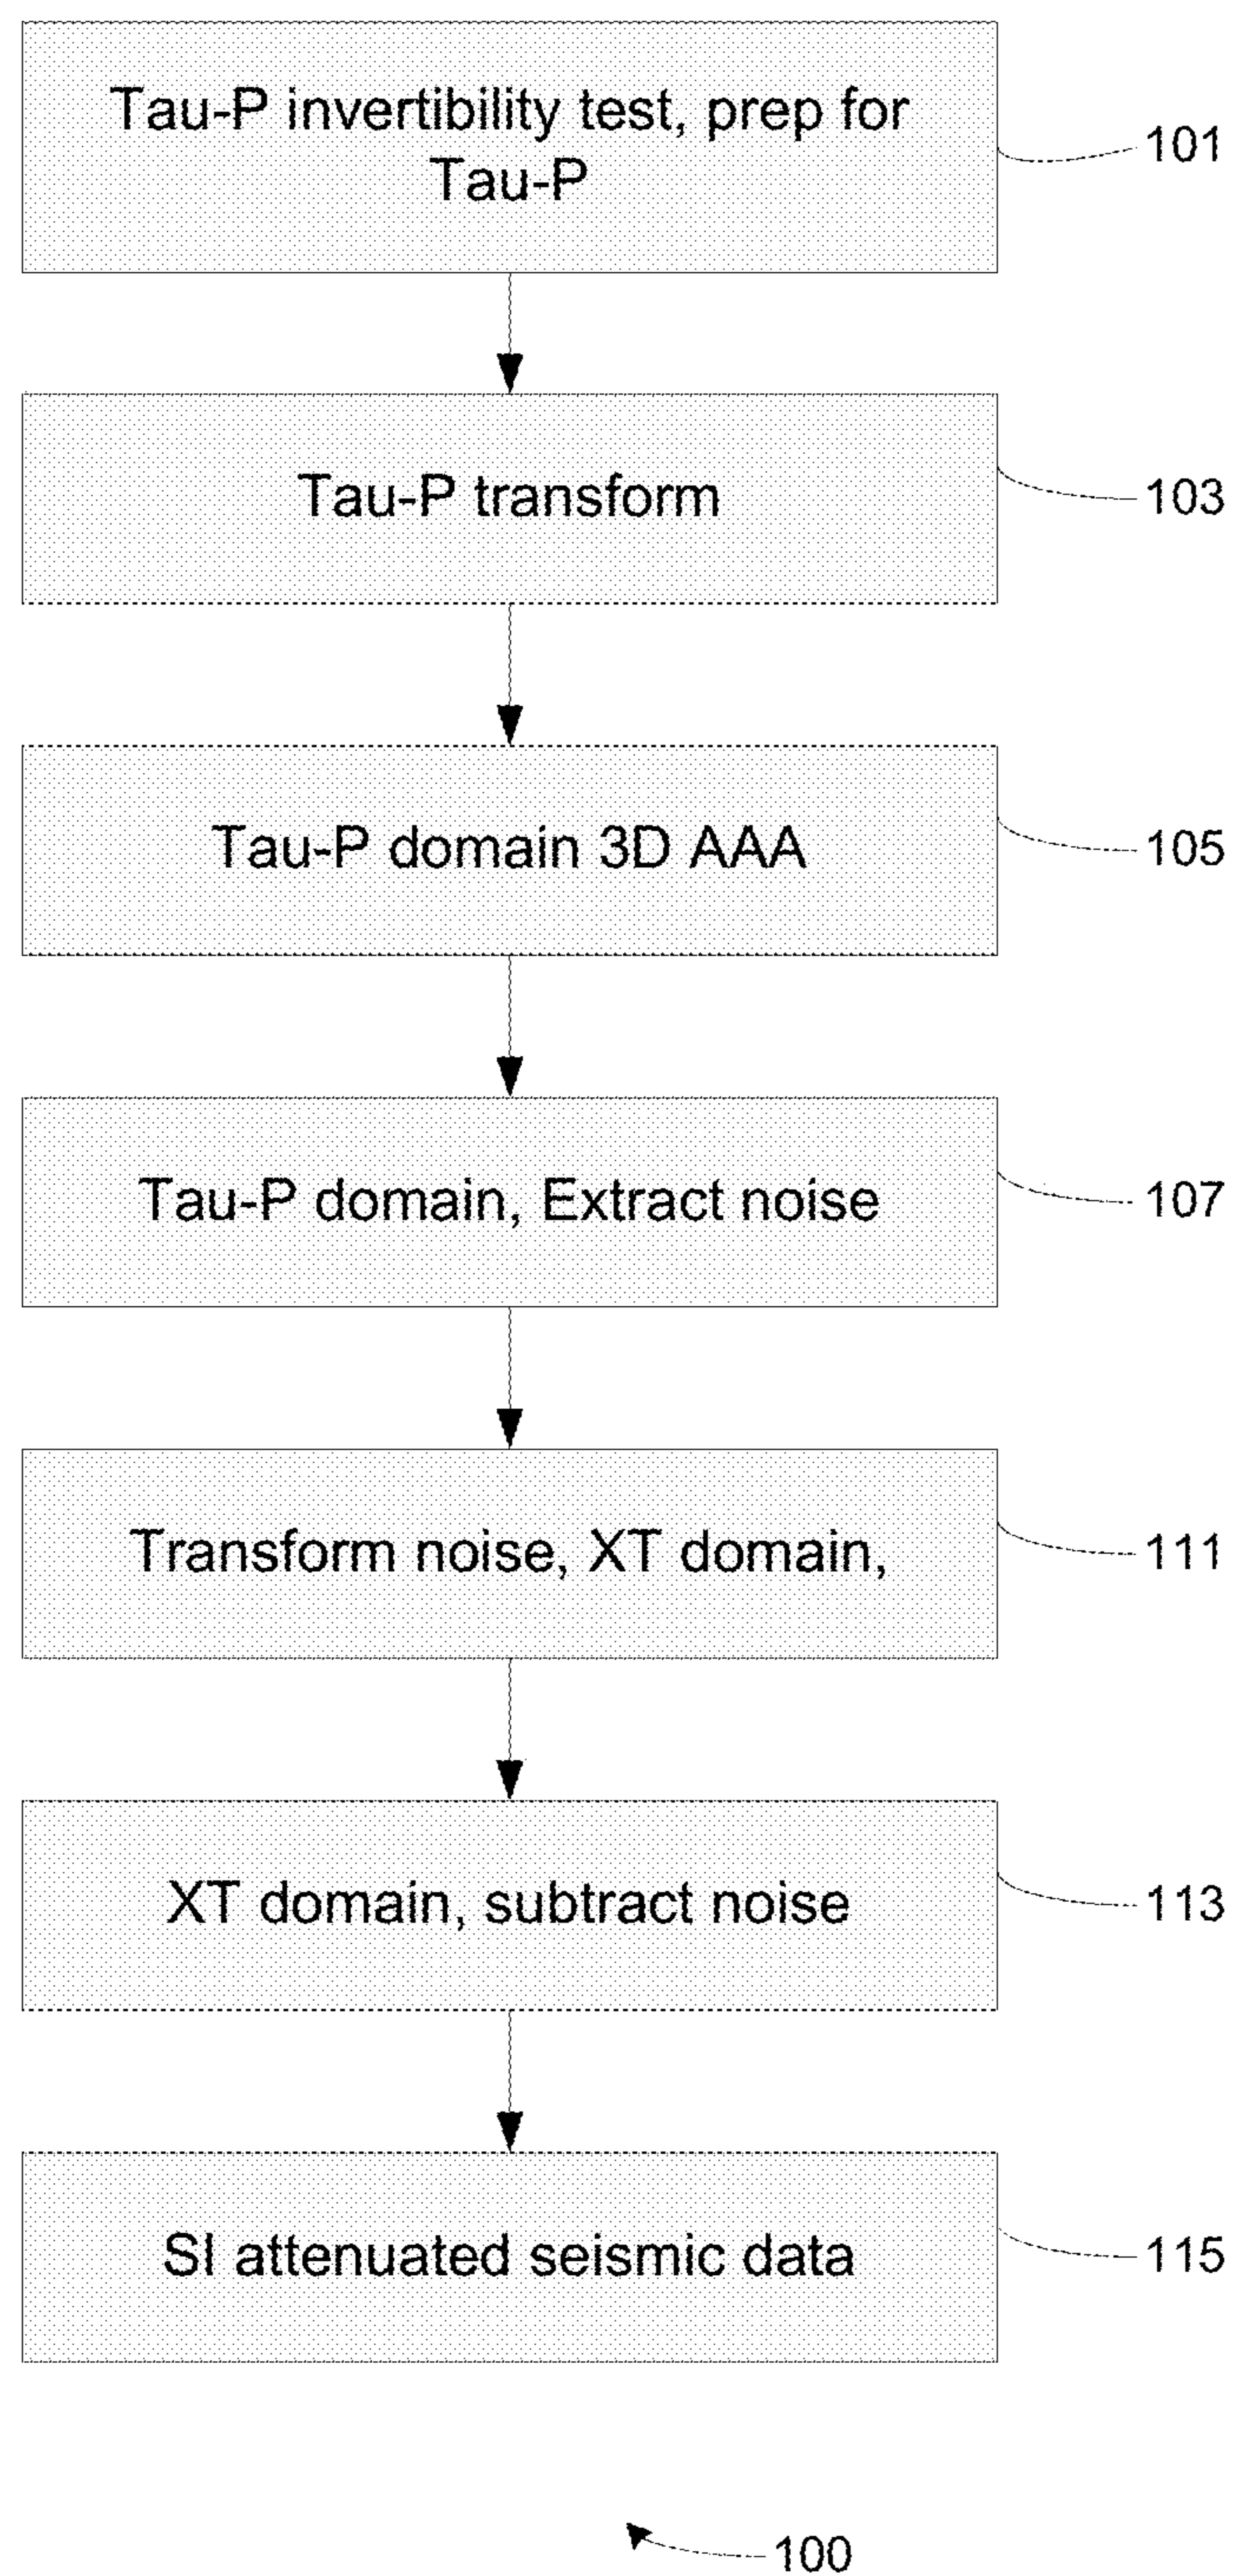 Tau-P invertibility test, prep for
Tau-P
101
Tau-P transform
103
Tau-P domain 3D AAA
105
Tau-P domain, Extract noise
107
Transform noise, XT domain,
111
XT domain, subtract noise
113
SI attenuated seismic data
115
100